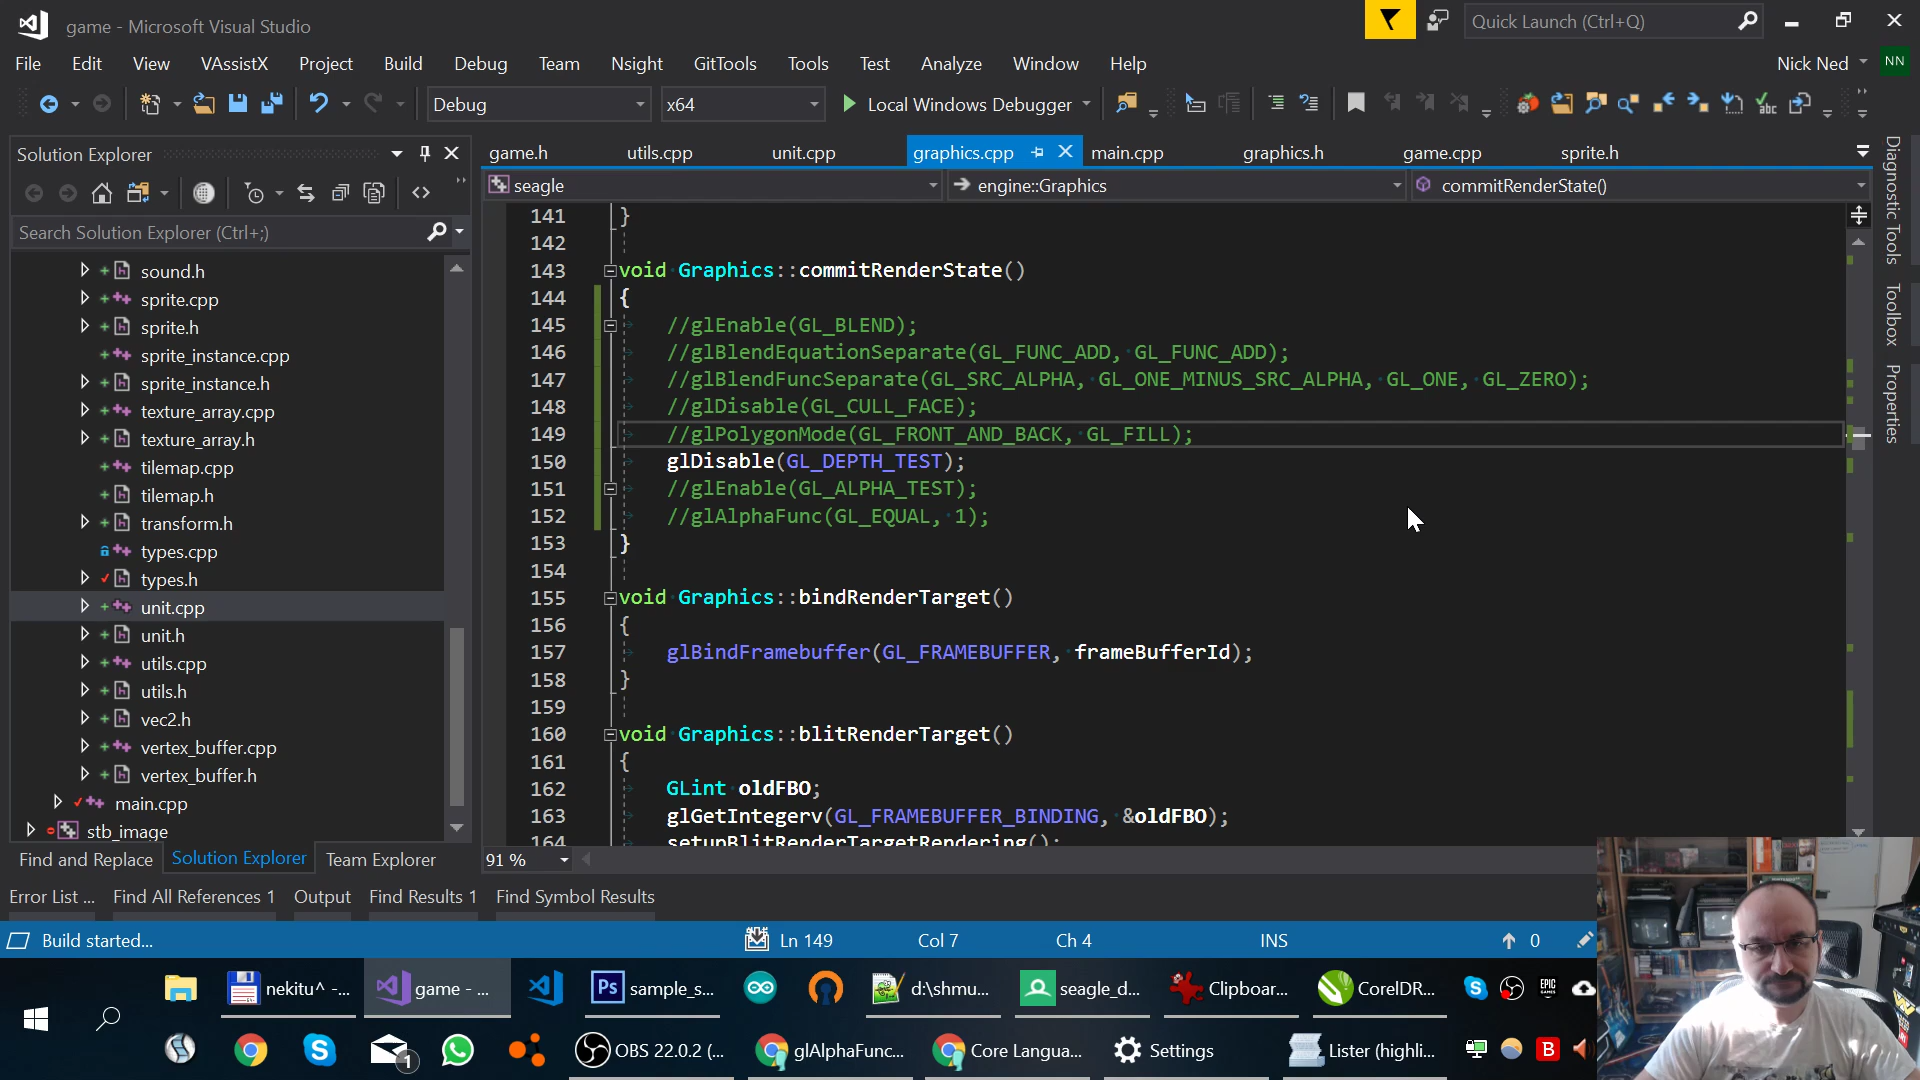 game - Microsoft Visual Studio
Quick Launch (Ctrl+Q)
File Edit View VAssistX Project Build Debug Team Nsight GitTools Tools Test Analyze Window Help
Nick Ned NN
Debug x64 Local Windows Debugger
Solution Explorer
game.h utils.cpp unit.cpp graphics.cpp main.cpp graphics.h game.cpp sprite.h
seagle engine::Graphics commitRenderState()
Search Solution Explorer (Ctrl+;)
sound.h
sprite.cpp
sprite.h
sprite_instance.cpp
sprite_instance.h
texture_array.cpp
texture_array.h
tilemap.cpp
tilemap.h
transform.h
types.cpp
types.h
unit.cpp
unit.h
utils.cpp
utils.h
vec2.h
vertex_buffer.cpp
vertex_buffer.h
main.cpp
stb_image
Find and Replace Solution Explorer Team Explorer
141 }
142
143 void Graphics::commitRenderState()
144 {
145 //glEnable(GL_BLEND);
146 //glBlendEquationSeparate(GL_FUNC_ADD, GL_FUNC_ADD);
147 //glBlendFuncSeparate(GL_SRC_ALPHA, GL_ONE_MINUS_SRC_ALPHA, GL_ONE, GL_ZERO);
148 //glDisable(GL_CULL_FACE);
149 //glPolygonMode(GL_FRONT_AND_BACK, GL_FILL);
150 glDisable(GL_DEPTH_TEST);
151 //glEnable(GL_ALPHA_TEST);
152 //glAlphaFunc(GL_EQUAL, 1);
153 }
154
155 void Graphics::bindRenderTarget()
156 {
157 glBindFramebuffer(GL_FRAMEBUFFER, frameBufferId);
158 }
159
160 void Graphics::blitRenderTarget()
161 {
162 GLint oldFBO;
163 glGetIntegerv(GL_FRAMEBUFFER_BINDING, &oldFBO);
164 setupBlitRenderTargetRendering();
91 %
Diagnostic Tools
Toolbox
Properties
Error List ... Find All References 1 Output Find Results 1 Find Symbol Results
Build started... Ln 149 Col 7 Ch 4 INS 0
nekitu^ -... game - ... Ps sample_s... d:\shmu... seagle_d... Clipboar... CorelDR... EPIC GAMES
1 OBS 22.0.2 (... glAlphaFunc... Core Langua... Settings Lister (highli... B